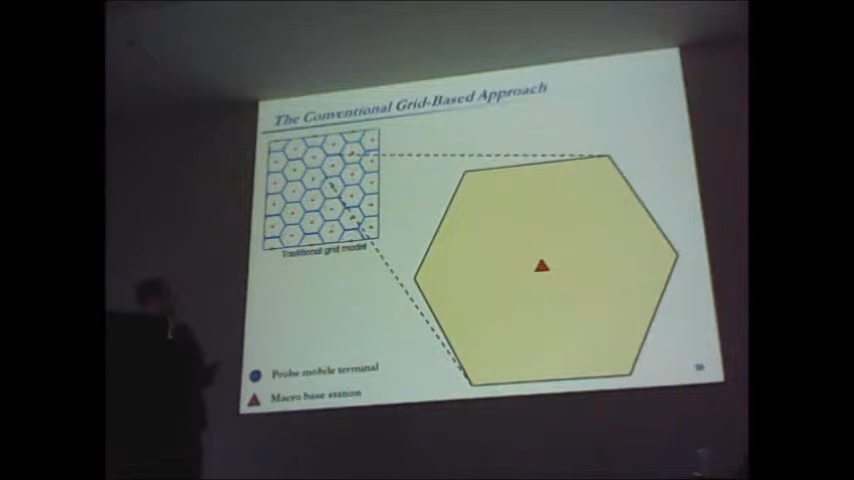 The Conventional Grid-Based Approach
Traditional grid model
Probe mobile terminal
Macro base station